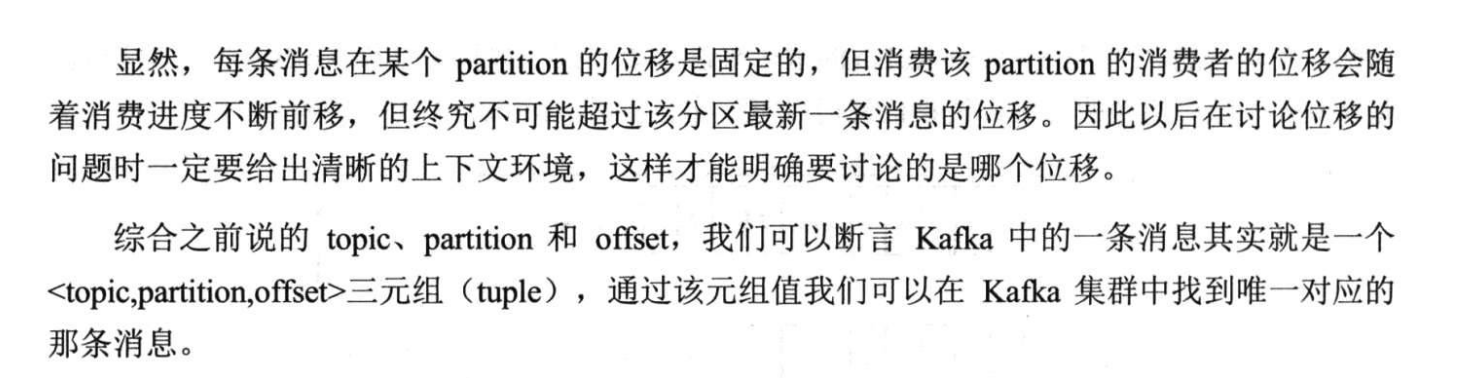 显然，每条消息在某个 partition 的位移是固定的，但消费该 partition 的消费者的位移会随
着消费进度不断前移，但终究不可能超过该分区最新一条消息的位移。因此以后在讨论位移的
问题时一定要给出清晰的上下文环境，这样才能明确要讨论的是哪个位移。
综合之前说的 topic、partition 和 offset，我们可以断言 Kafka 中的一条消息其实就是一个
<topic,partition,offset>三元组（tuple），通过该元组值我们可以在 Kafka 集群中找到唯一对应的
那条消息。